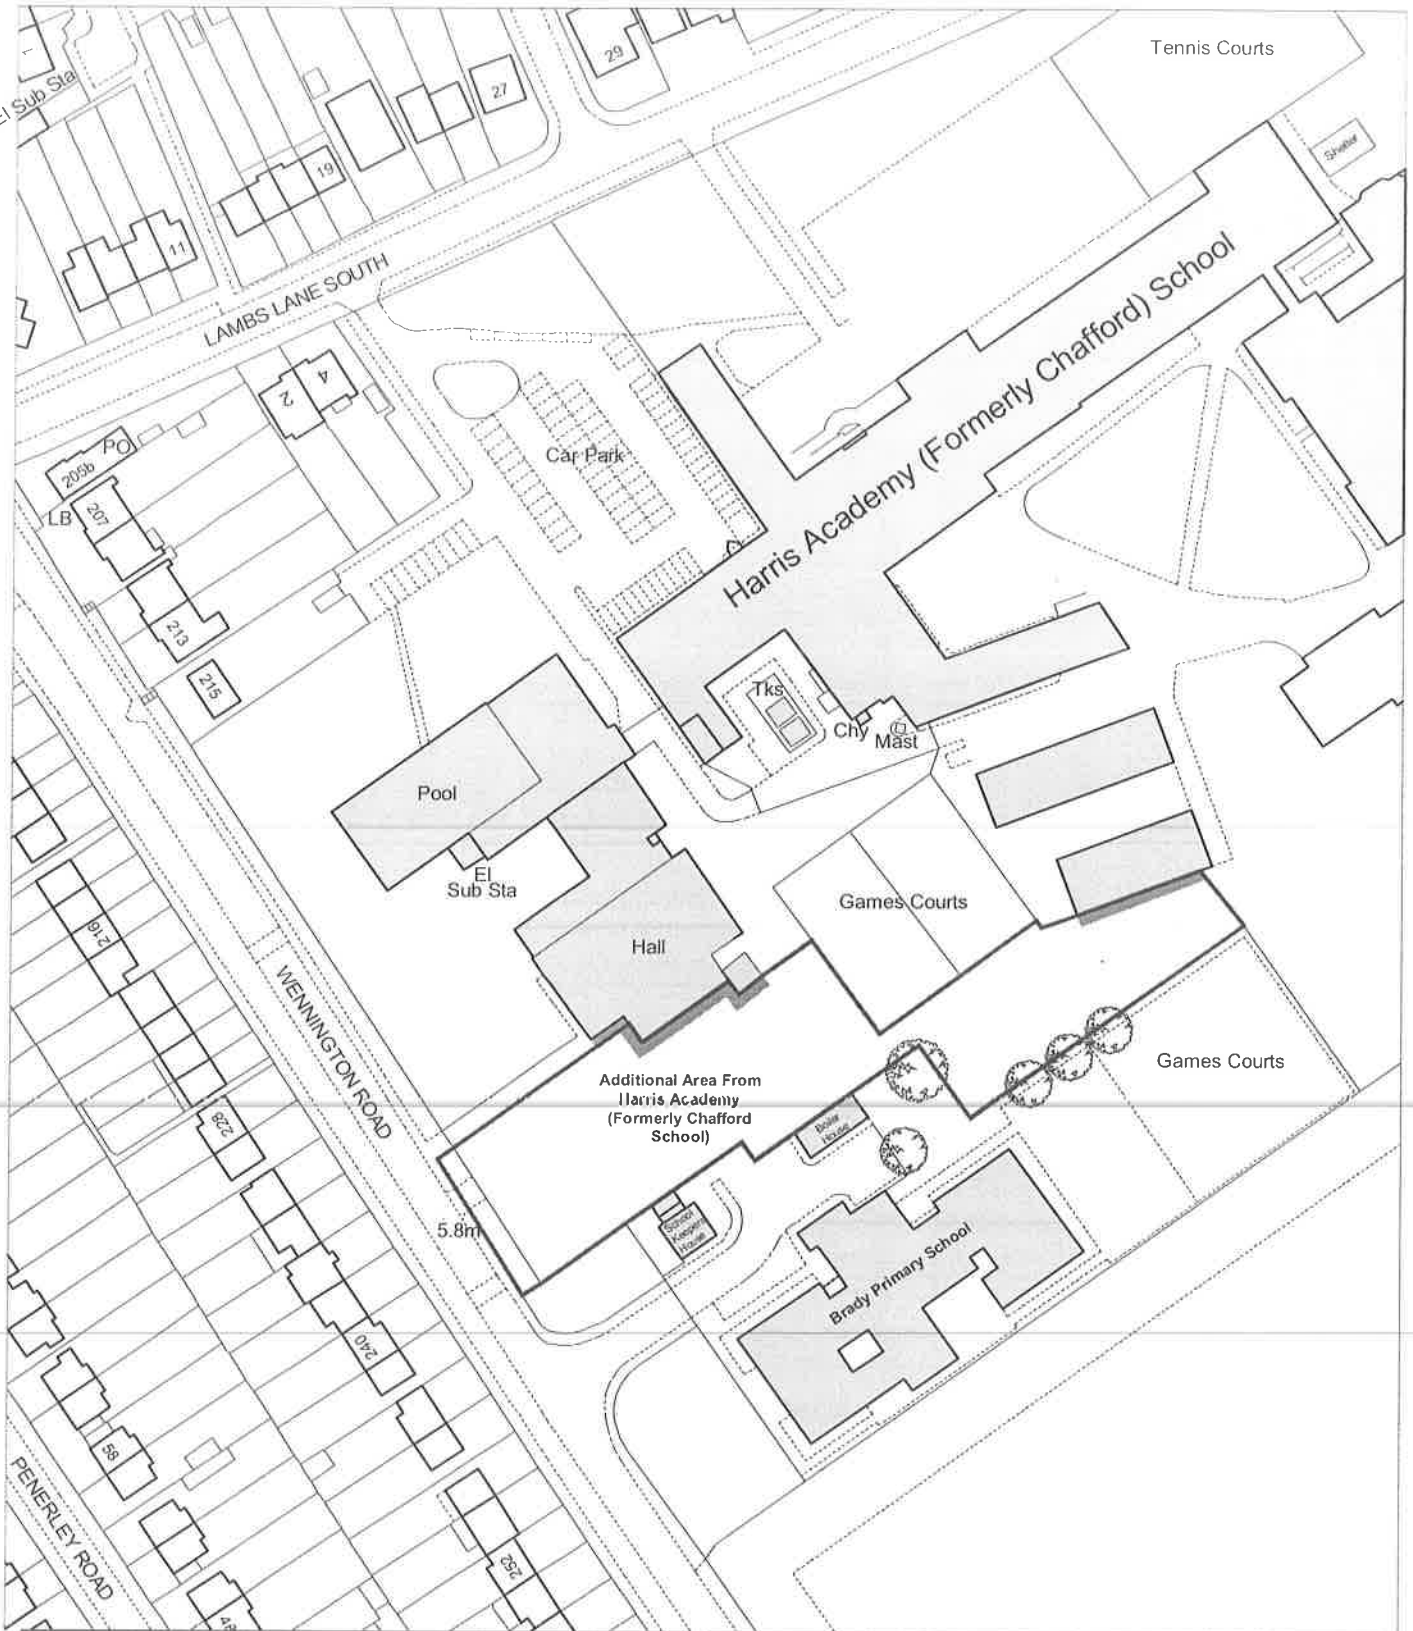 Tennis Courts
29
1
El Sub Sta
27
Shelter
19
11
LAMBS LANE SOUTH
Harris Academy (Formerly Chafford) School
4
2
PO
205b
Car Park
LB
207
213
215
Tks
Chy
Mast
Pool
El
Sub Sta
Games Courts
216
Hall
WENNINGTON ROAD
Games Courts
Additional Area From
Harris Academy
(Formerly Chafford
School)
Boiler
House
228
School
Keepers
House
5.8m
Brady Primary School
240
58
PENERLEY ROAD
252
48